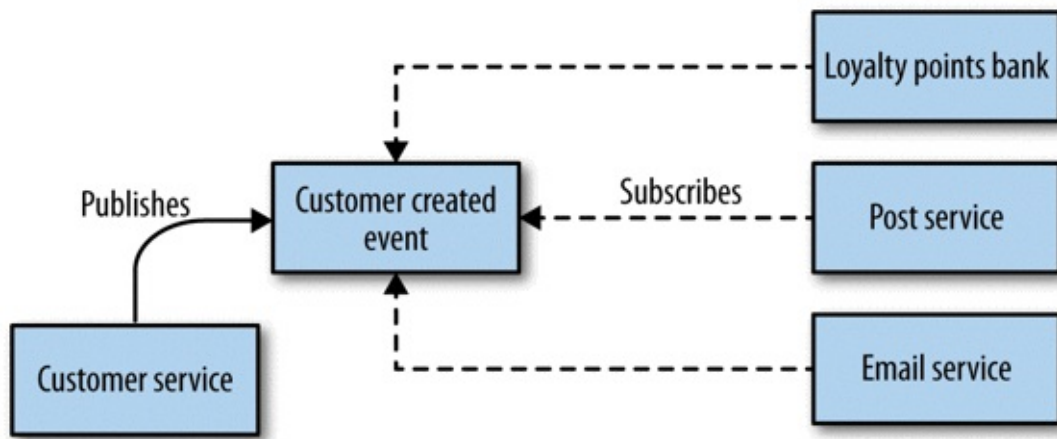 Loyalty points bank
Publishes
Customer created
event
Subscribes
Post service
Customer service
Email service